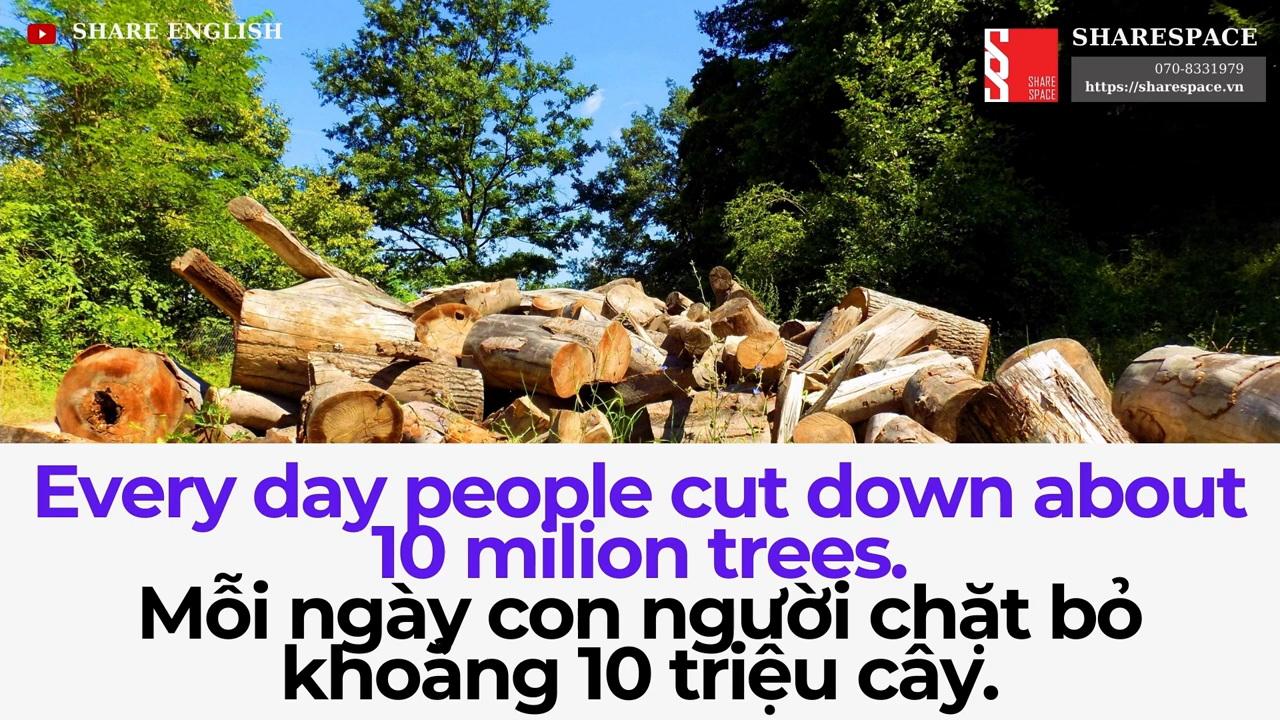 SHARE ENGLISH
SHARESPACE
070-8331979
https://sharespace.vn
SHARE
SPACE
Every day people cut down about
10 milion trees.
Mỗi ngày con người chặt bỏ
khoảng 10 triệu cây.